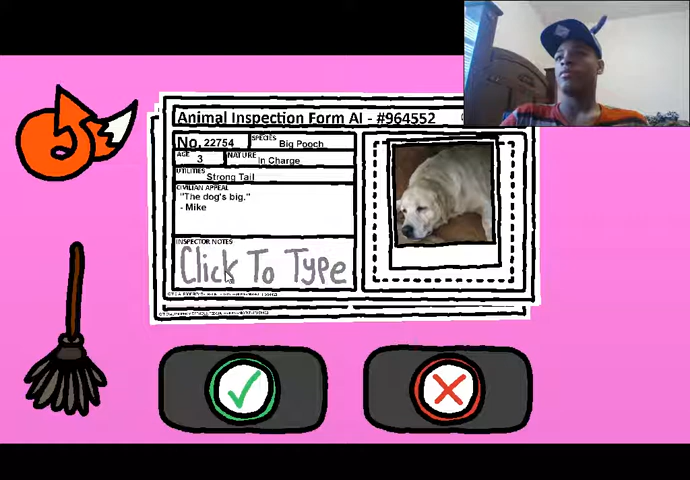 Animal Inspection Form AI - #964552
No. 22754 SPECIES Big Pooch
AGE 3 NATURE In Charge
UTILITIES Strong Tail
CIVILIAN APPEAL
"The dog's big."
- Mike
INSPECTOR NOTES
Click To Type